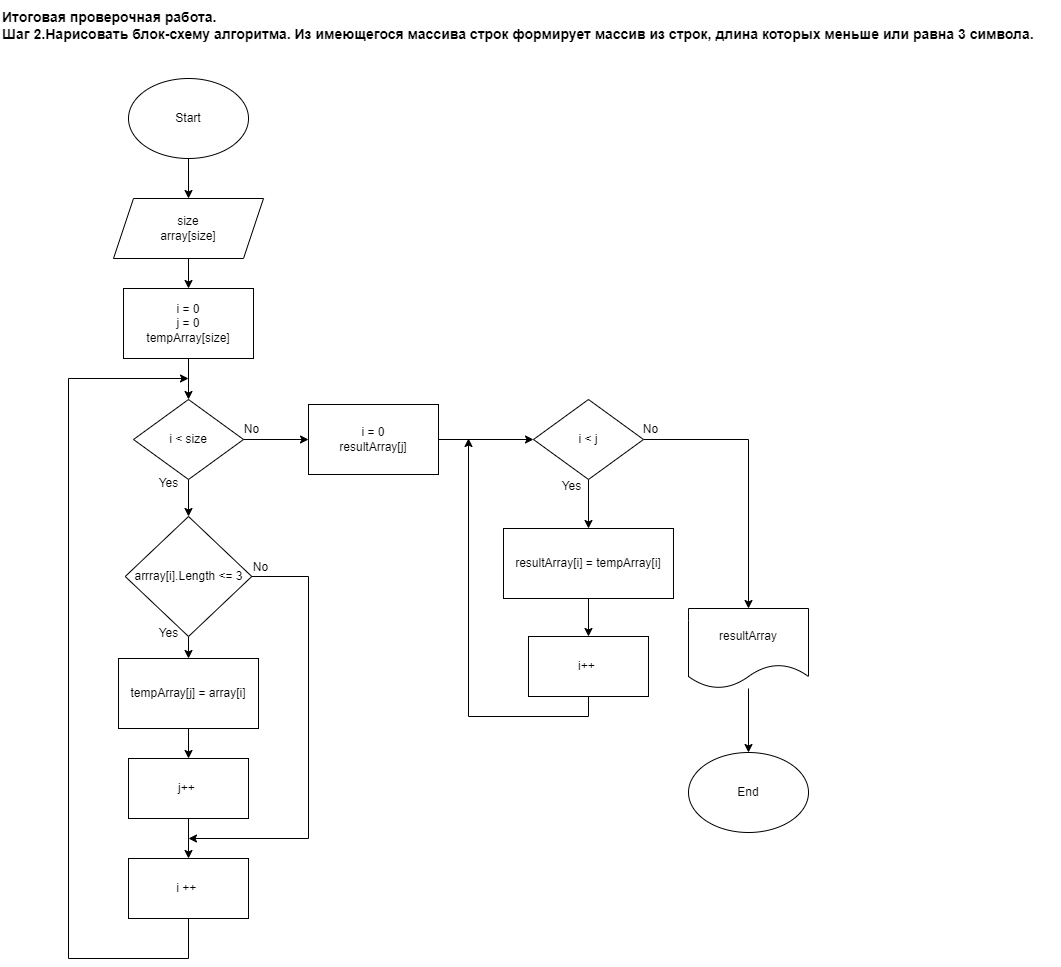 Итоговая проверочная работа.
Шаг 2.Нарисовать блок-схему алгоритма. Из имеющегося массива строк формирует массив из строк, длина которых меньше или равна 3 символа.
Start
size
array[size]
i = 0
j = 0
tempArray[size]
i < size
No
Yes
arrray[i].Length <= 3
No
Yes
tempArray[j] = array[i]
j++
i ++
i = 0
resultArray[j]
i < j
No
Yes
resultArray[i] = tempArray[i]
i++
resultArray
End